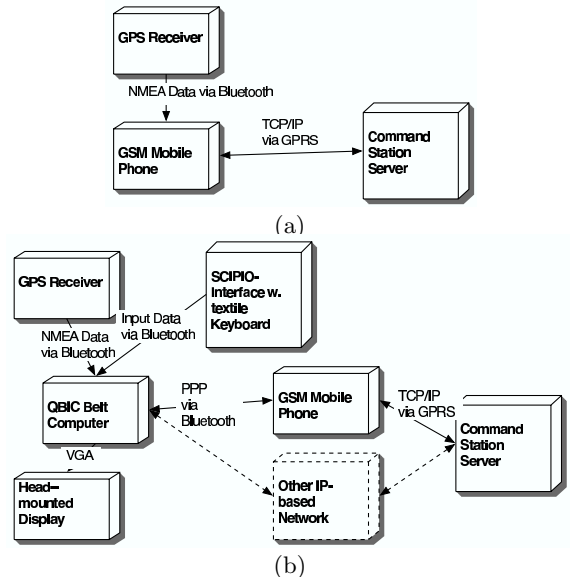 GPS Receiver
NMEA Data via Bluetooth
GSM Mobile
Phone
TCP/IP
via GPRS
Command
Station
Server
(a)
GPS Receiver
SCIPIO-
Interface w.
textile
Keyboard
Input Data
via Bluetooth
NMEA Data
via Bluetooth
QBIC Belt
Computer
PPP
via
Bluetooth
GSM Mobile
Phone
TCP/IP
via GPRS
Command
Station
Server
VGA
Head-
mounted
Display
Other IP-
based
Network
(b)